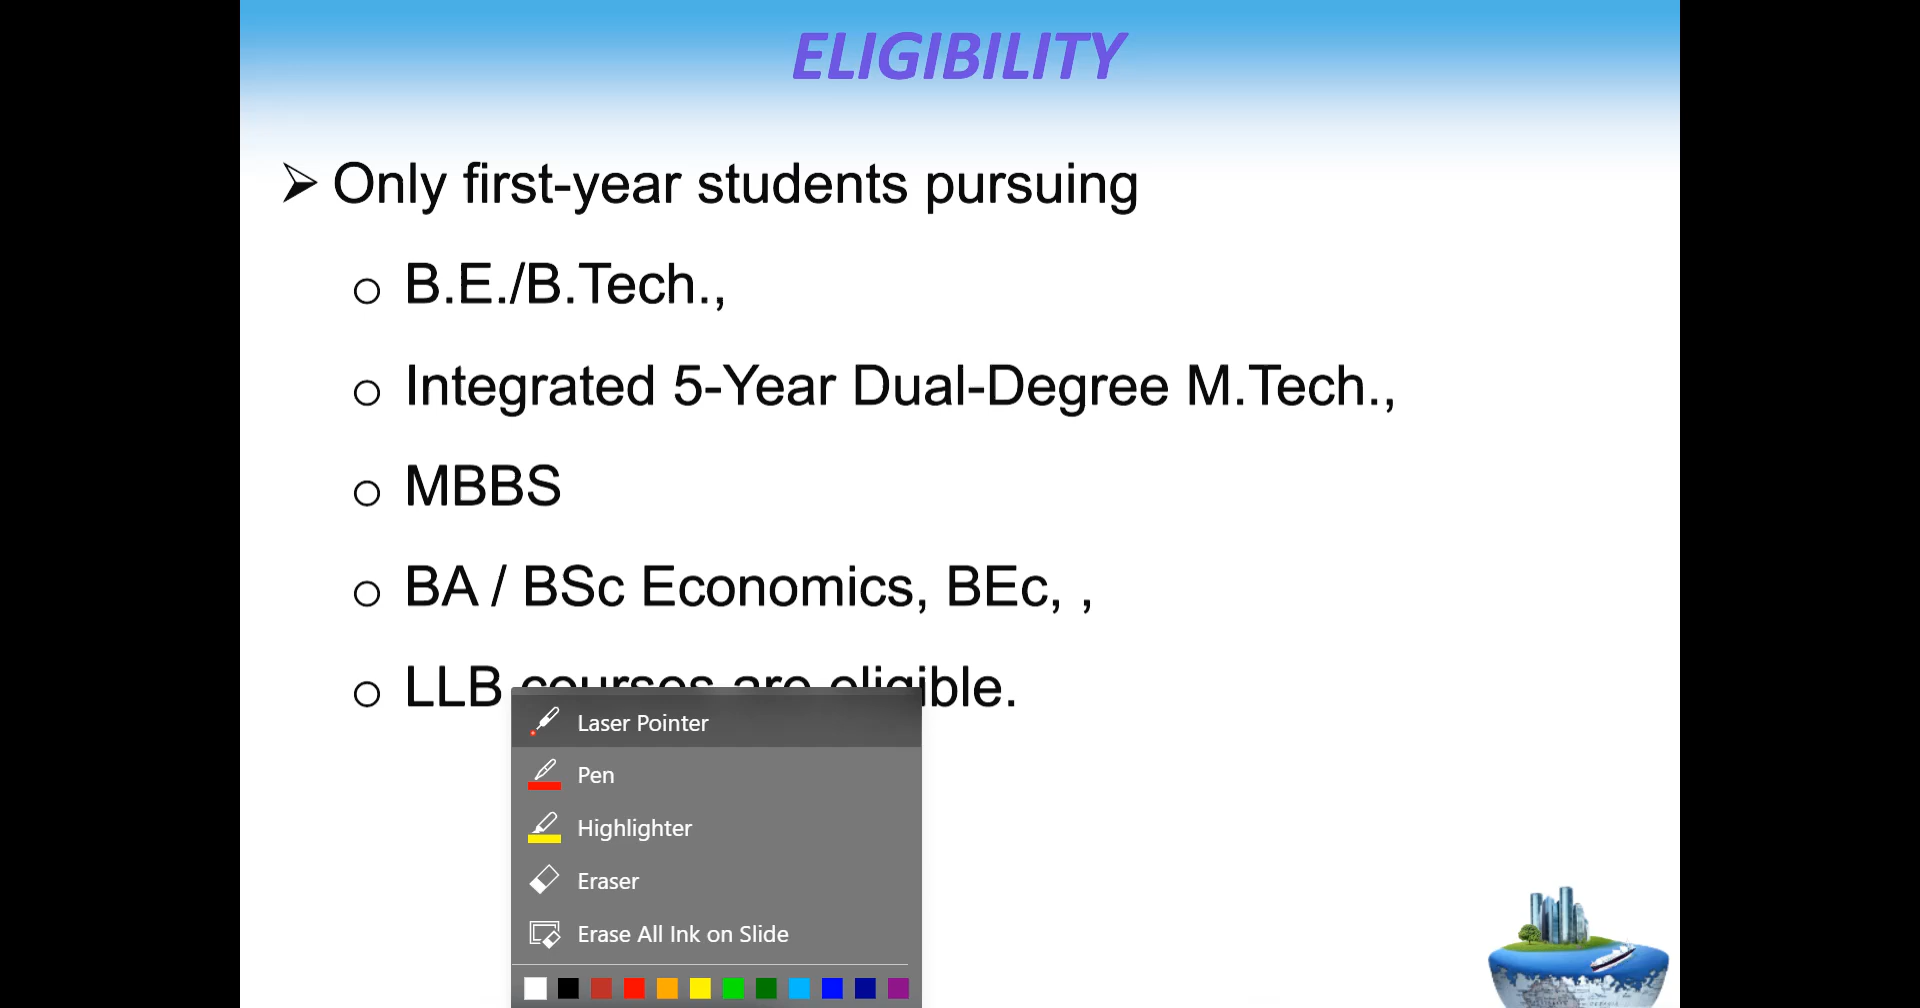 ELIGIBILITY
➢ Only first-year students pursuing
o B.E./B.Tech.,
o Integrated 5-Year Dual-Degree M.Tech.,
o MBBS
o BA / BSc Economics, BEc, ,
o LLB courses are eligible.
Laser Pointer
Pen
Highlighter
Eraser
Erase All Ink on Slide